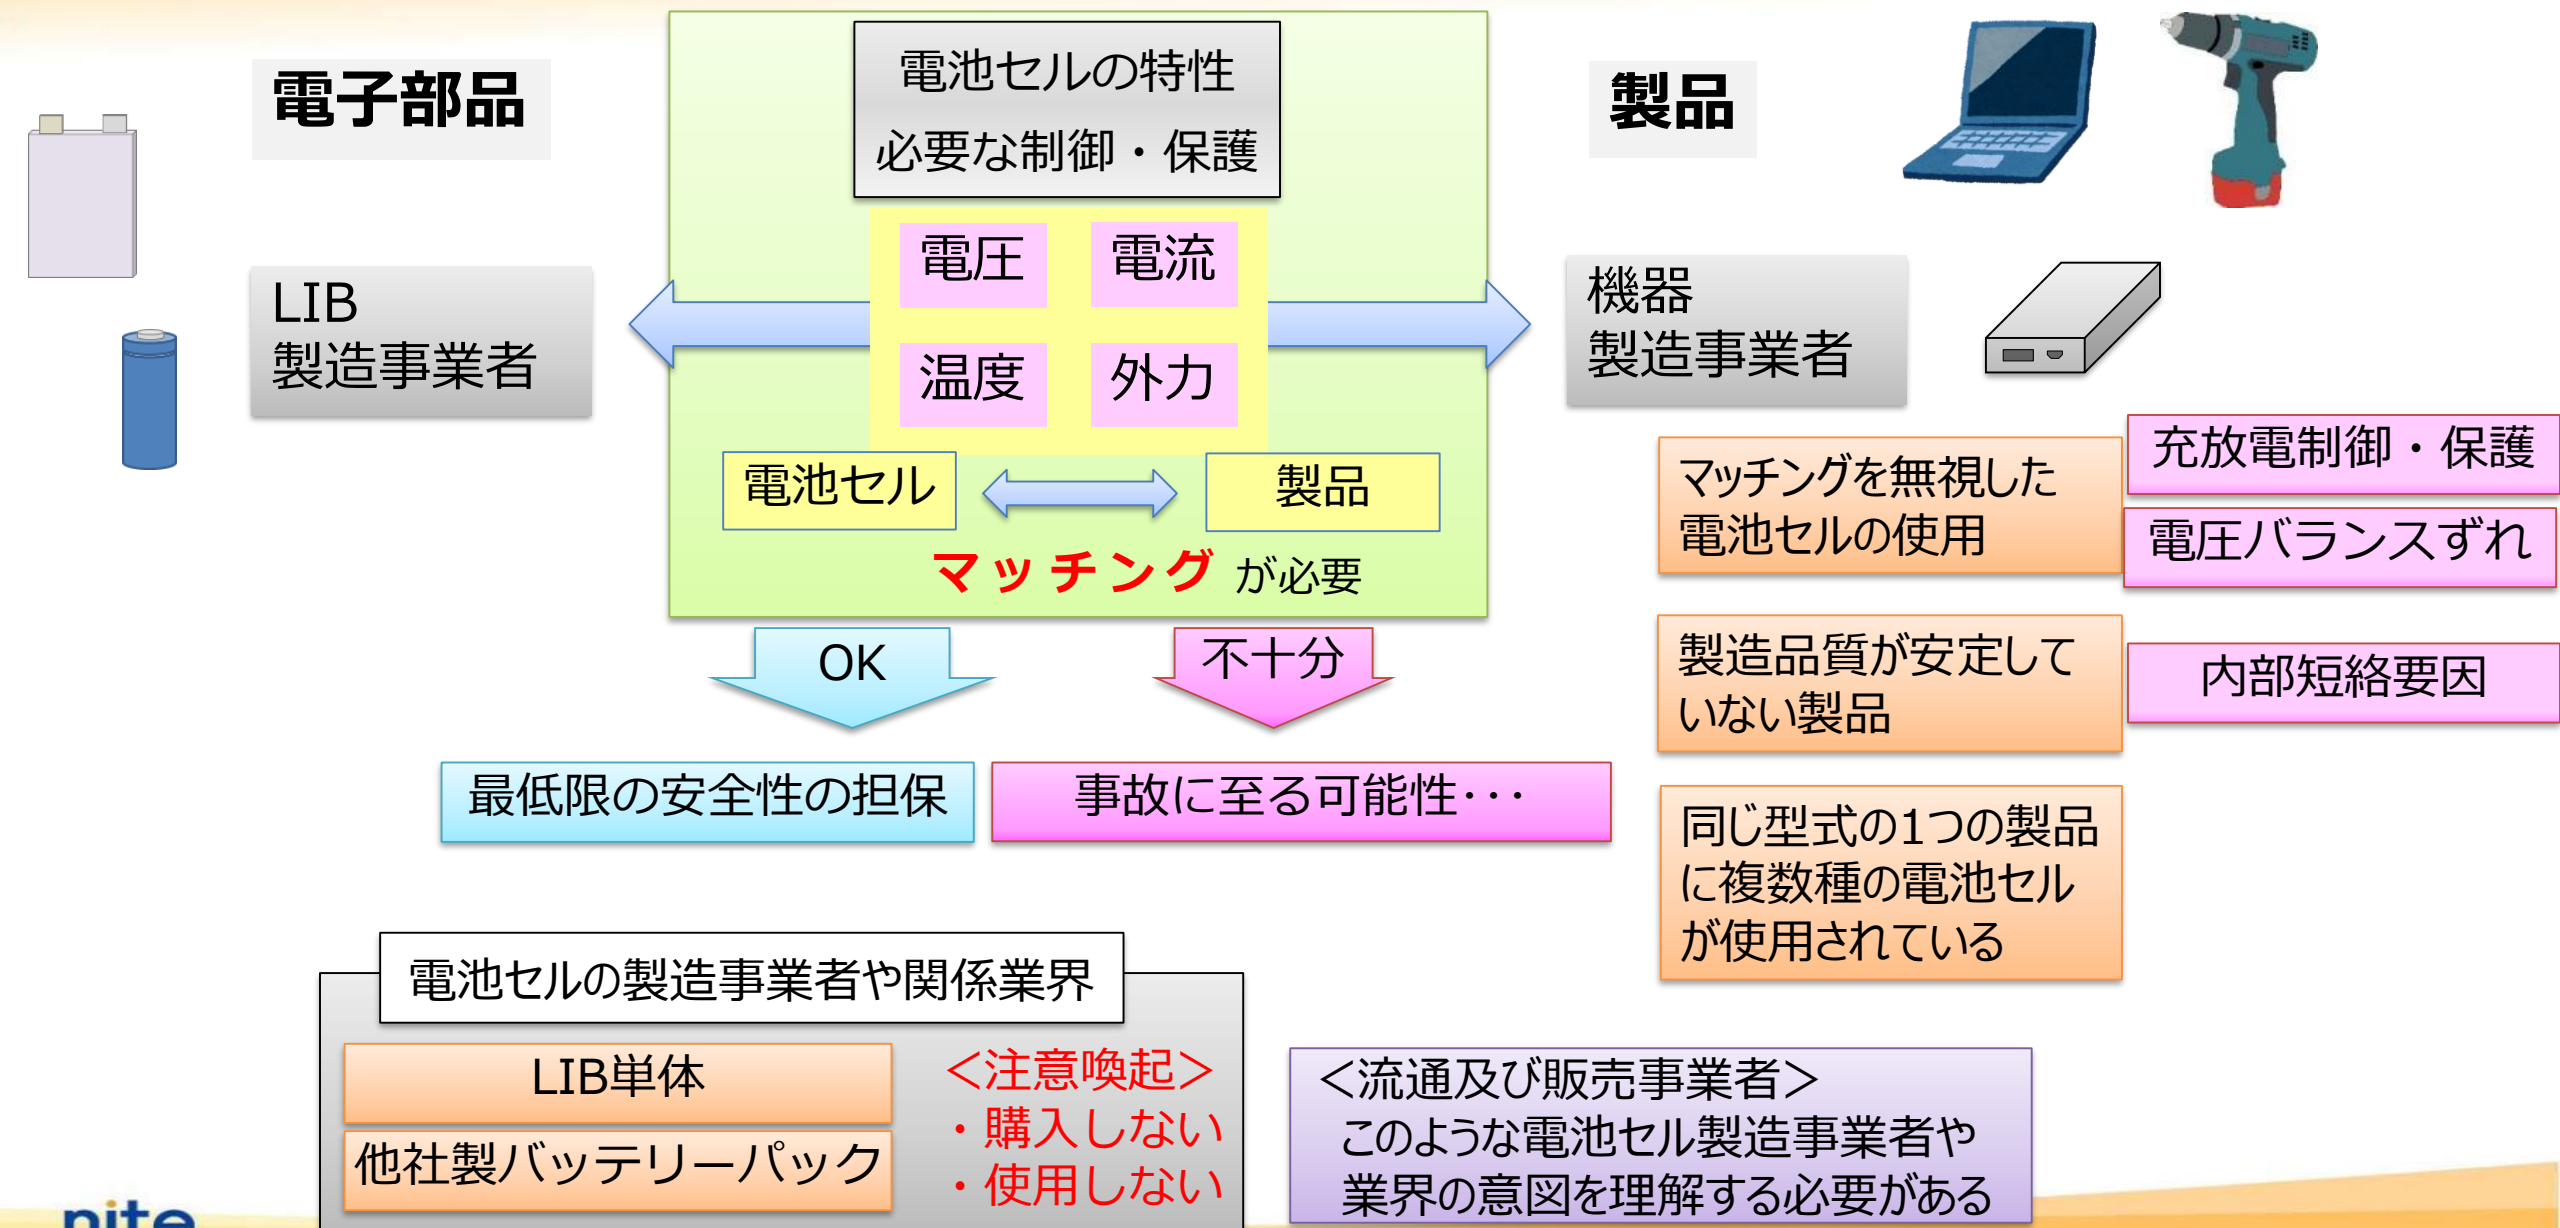 電子部品
電池セルの特性
必要な制御・保護
製品
電圧
電流
温度
外力
LIB
製造事業者
機器
製造事業者
電池セル
製品
マッチング が必要
OK
不十分
最低限の安全性の担保
事故に至る可能性･･･
マッチングを無視した
電池セルの使用
充放電制御・保護
電圧バランスずれ
製造品質が安定して
いない製品
内部短絡要因
同じ型式の1つの製品
に複数種の電池セル
が使用されている
電池セルの製造事業者や関係業界
LIB単体
他社製バッテリーパック
＜注意喚起＞
・購入しない
・使用しない
＜流通及び販売事業者＞
このような電池セル製造事業者や
業界の意図を理解する必要がある
nite